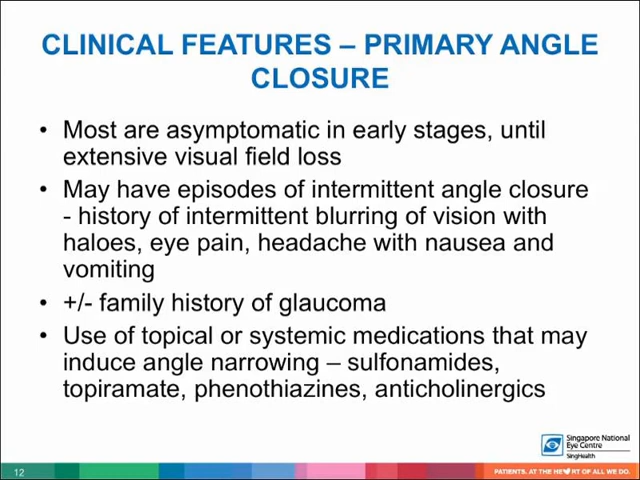 CLINICAL FEATURES – PRIMARY ANGLE
CLOSURE
• Most are asymptomatic in early stages, until
extensive visual field loss
• May have episodes of intermittent angle closure
- history of intermittent blurring of vision with
haloes, eye pain, headache with nausea and
vomiting
• +/- family history of glaucoma
• Use of topical or systemic medications that may
induce angle narrowing – sulfonamides,
topiramate, phenothiazines, anticholinergics
Singapore National
Eye Centre
SingHealth
12
PATIENTS. AT THE HE♥RT OF ALL WE DO.